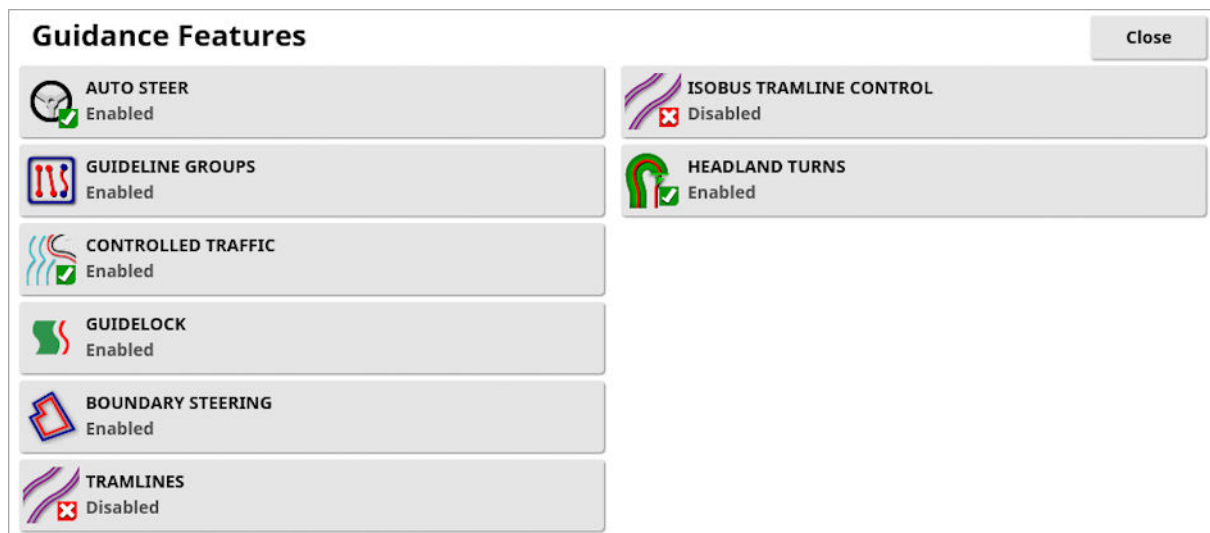 Guidance Features
Close
AUTO STEER
Enabled
GUIDELINE GROUPS
Enabled
CONTROLLED TRAFFIC
Enabled
GUIDELOCK
Enabled
BOUNDARY STEERING
Enabled
TRAMLINES
Disabled
ISOBUS TRAMLINE CONTROL
Disabled
HEADLAND TURNS
Enabled